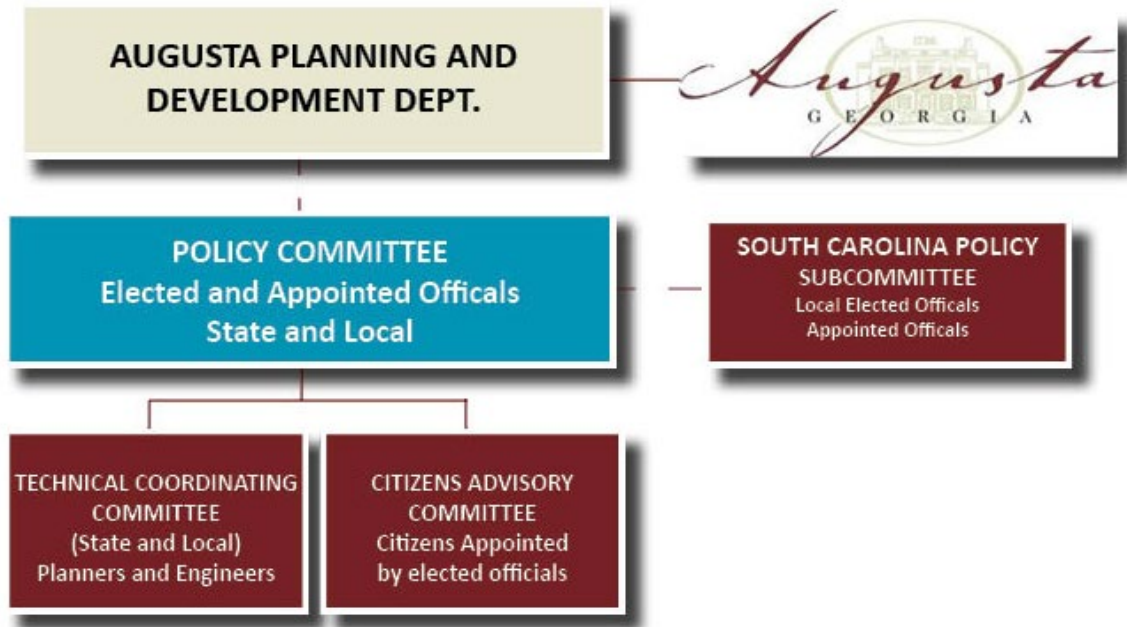 AUGUSTA PLANNING AND
DEVELOPMENT DEPT.
Augusta
GEORGIA
POLICY COMMITTEE
Elected and Appointed Officals
State and Local
SOUTH CAROLINA POLICY
SUBCOMMITTEE
Local Elected Officals
Appointed Officals
TECHNICAL COORDINATING
COMMITTEE
(State and Local)
Planners and Engineers
CITIZENS ADVISORY
COMMITTEE
Citizens Appointed
by elected officials